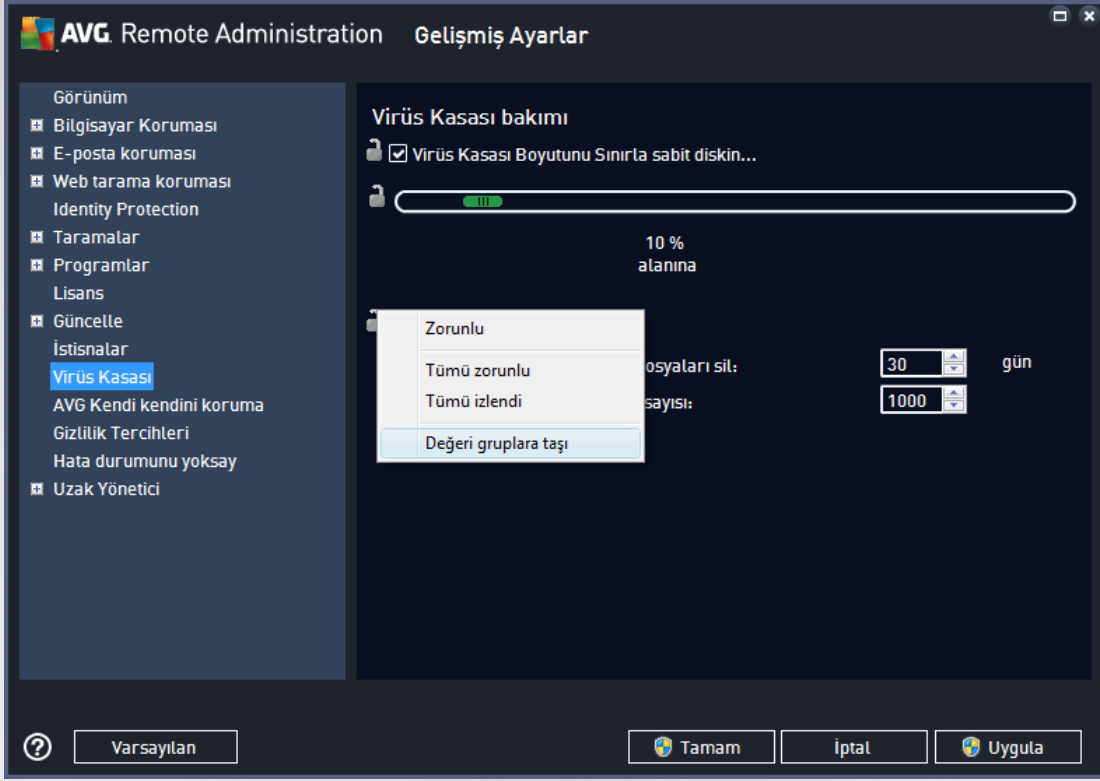 AVG. Remote Administration Gelişmiş Ayarlar
Görünüm
Bilgisayar Koruması
E-posta koruması
Web tarama koruması
Identity Protection
Taramalar
Programlar
Lisans
Güncelle
İstisnalar
Virüs Kasası
AVG Kendi kendini koruma
Gizlilik Tercihleri
Hata durumunu yoksay
Uzak Yönetici
Virüs Kasası bakımı
Virüs Kasası Boyutunu Sınırla sabit diskin...
10 %
alanına
Zorunlu
Tümü zorunlu
Tümü izlendi
Değeri gruplara taşı
osyaları sil: 30 gün
sayısı: 1000
Varsayılan Tamam İptal Uygula